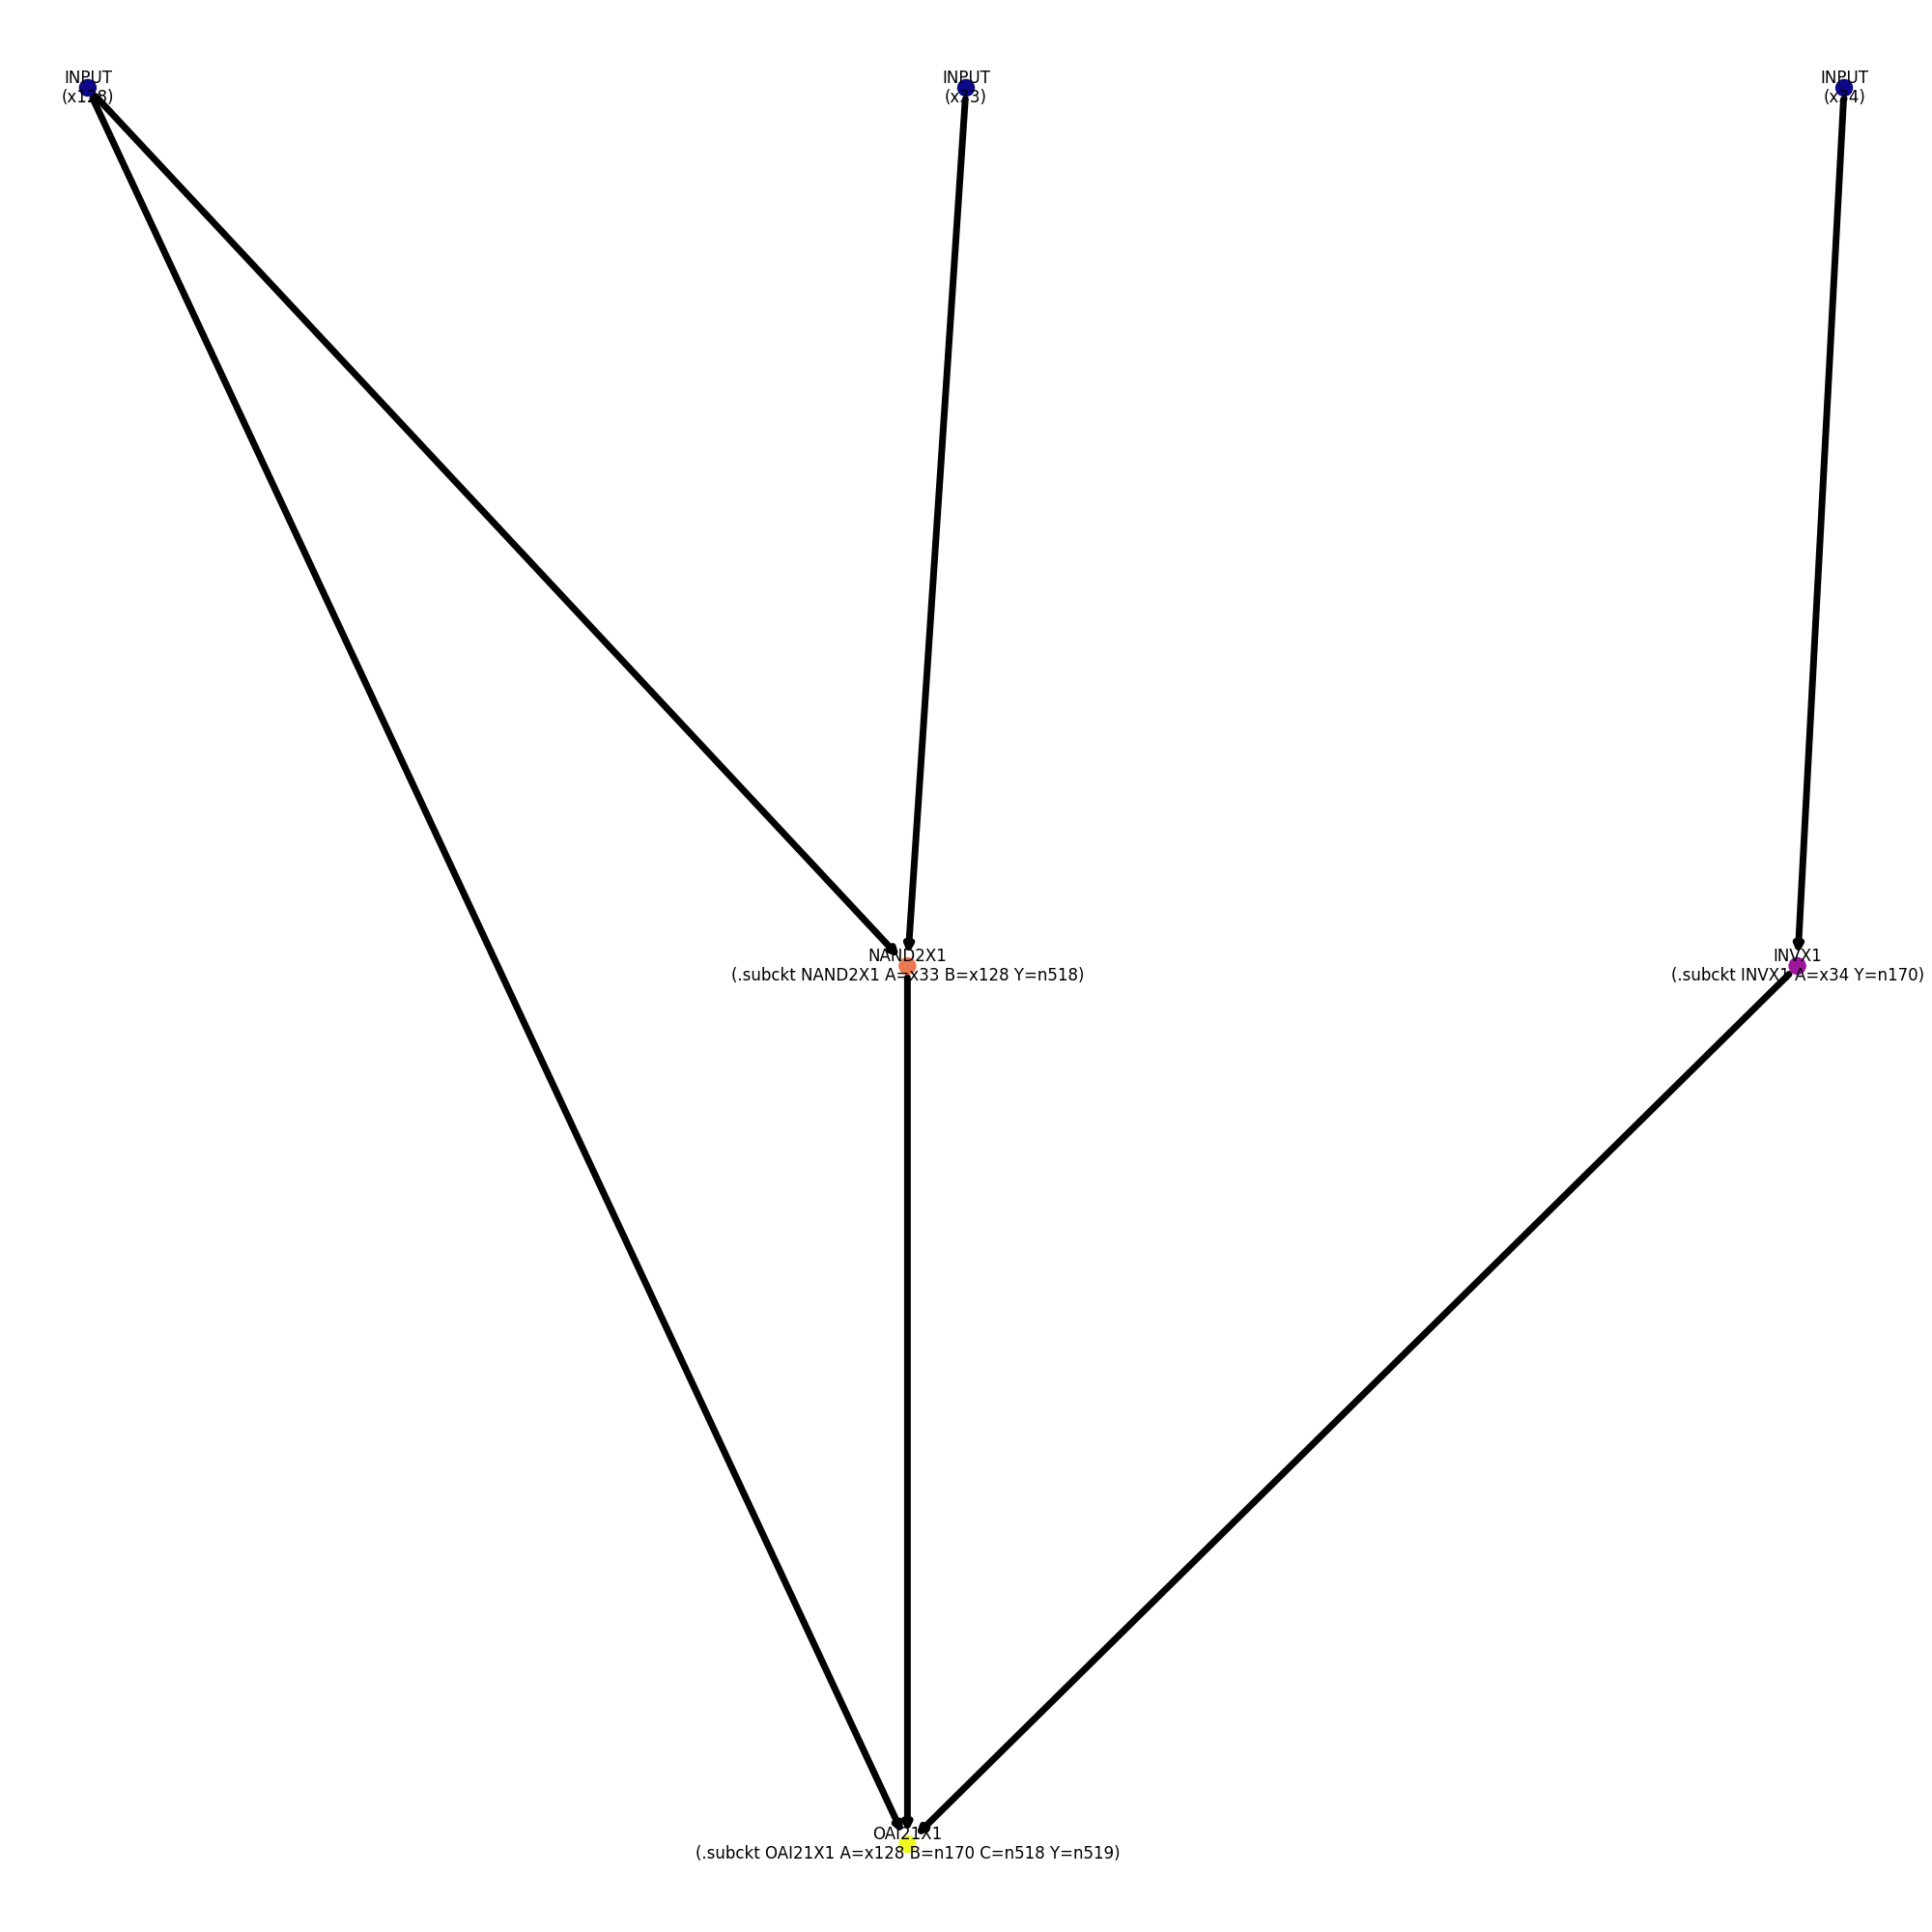 INPUT
(x128)
INPUT
(x33)
INPUT
(x34)
NAND2X1
(.subckt NAND2X1 A=x33 B=x128 Y=n518)
INVX1
(.subckt INVX1 A=x34 Y=n170)
OAI21X1
(.subckt OAI21X1 A=x128 B=n170 C=n518 Y=n519)